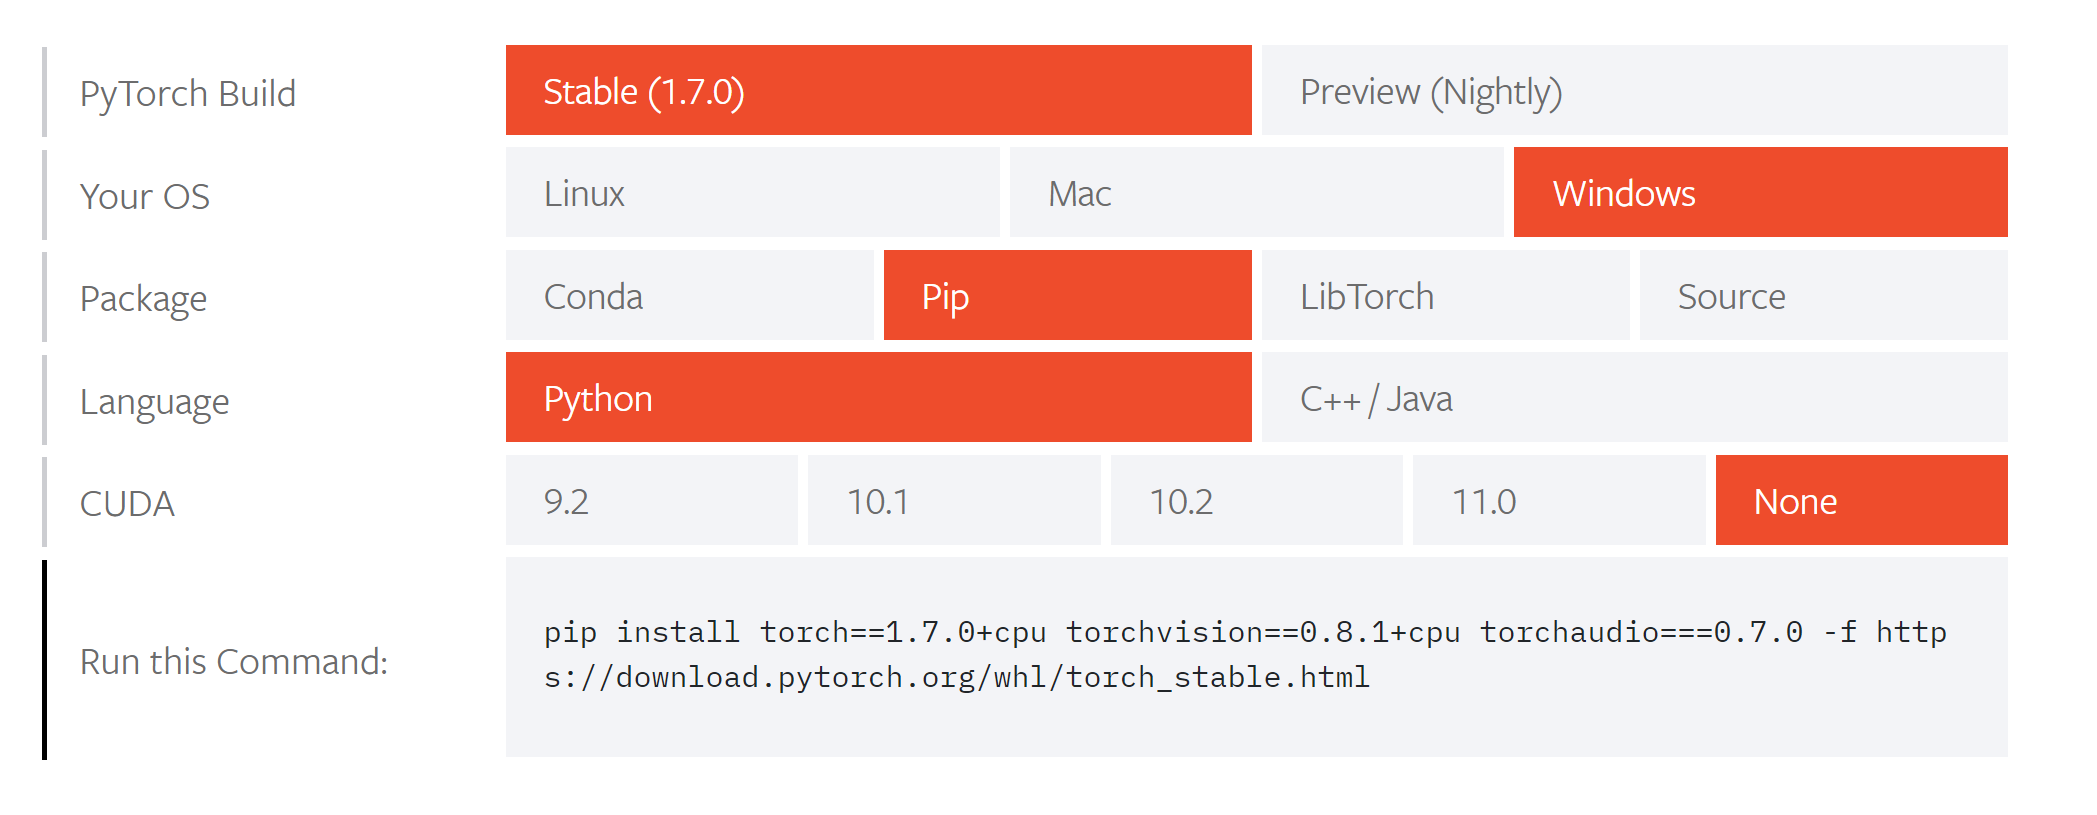 PyTorch Build
Stable (1.7.0)
Preview (Nightly)
Your OS
Linux
Mac
Windows
Package
Conda
Pip
LibTorch
Source
Language
Python
C++ / Java
CUDA
9.2
10.1
10.2
11.0
None
Run this Command:
pip install torch==1.7.0+cpu torchvision==0.8.1+cpu torchaudio===0.7.0 -f http
s://download.pytorch.org/whl/torch_stable.html